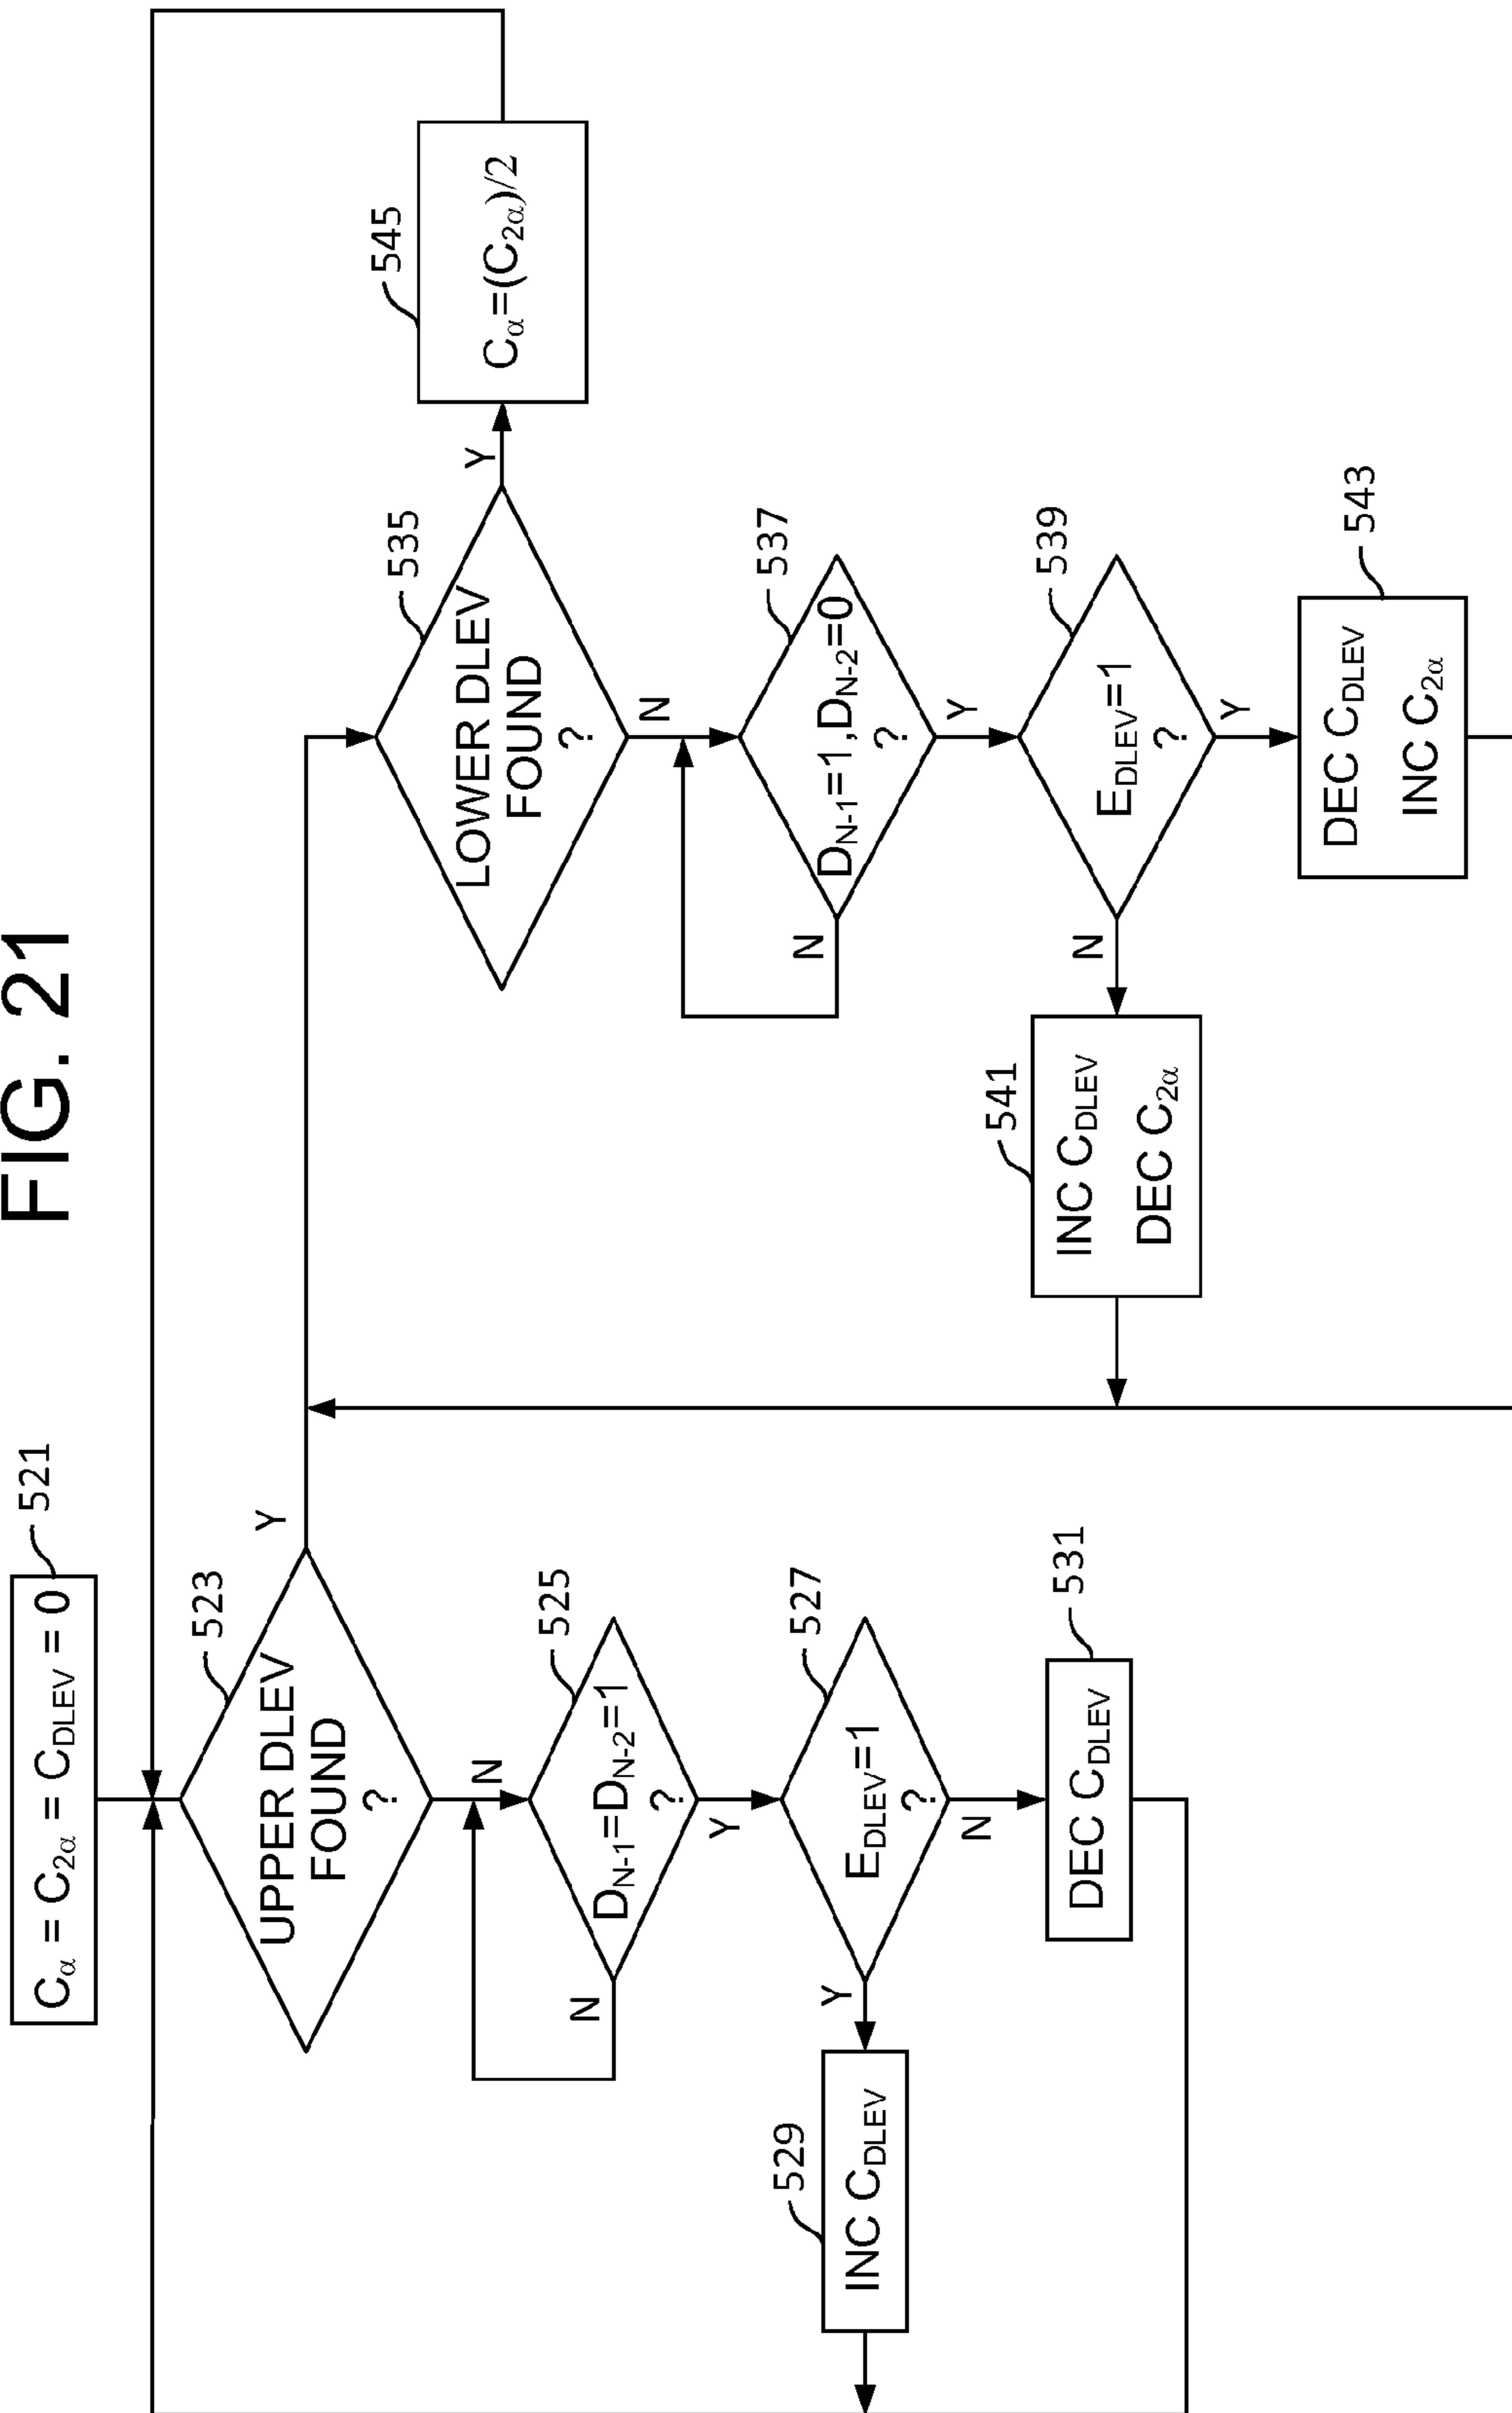 FIG. 21
Cα = C2α = CDLEV = 0
521
UPPER DLEV
FOUND
?
523
Y
N
DN-1=DN-2=1
?
525
N
Y
EDLEV=1
?
527
Y
N
INC CDLEV
529
DEC CDLEV
531
LOWER DLEV
FOUND
?
535
Y
N
Cα=(C2α)/2
545
DN-1=1,DN-2=0
?
537
N
Y
EDLEV=1
?
539
N
Y
INC CDLEV
DEC C2α
541
DEC CDLEV
INC C2α
543